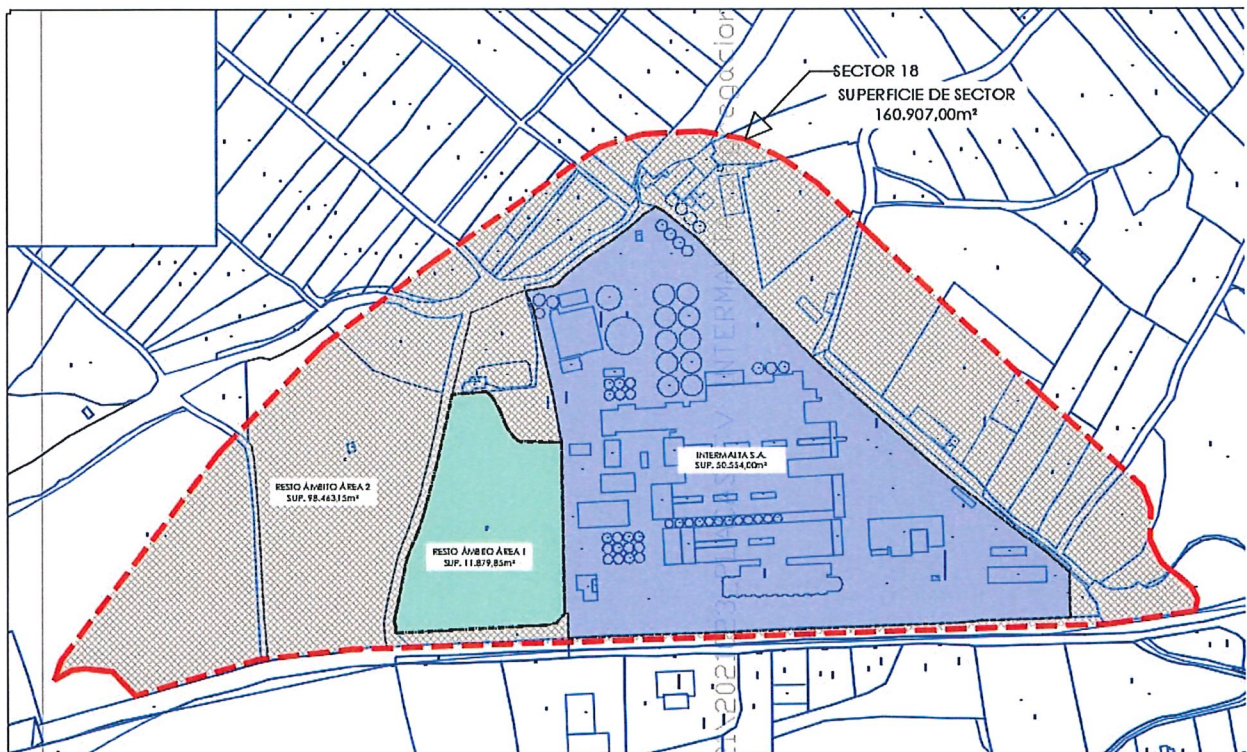 SECTOR 18
SUPERFICIE DE SECTOR
160.907,00m²
INTERMALTA S.A.
SUP. 50.564,00m²
RESTO ÁMBITO ÁREA 2
SUP. 98.463,15m²
RESTO ÁMBITO ÁREA 1
SUP. 11.879,85m²